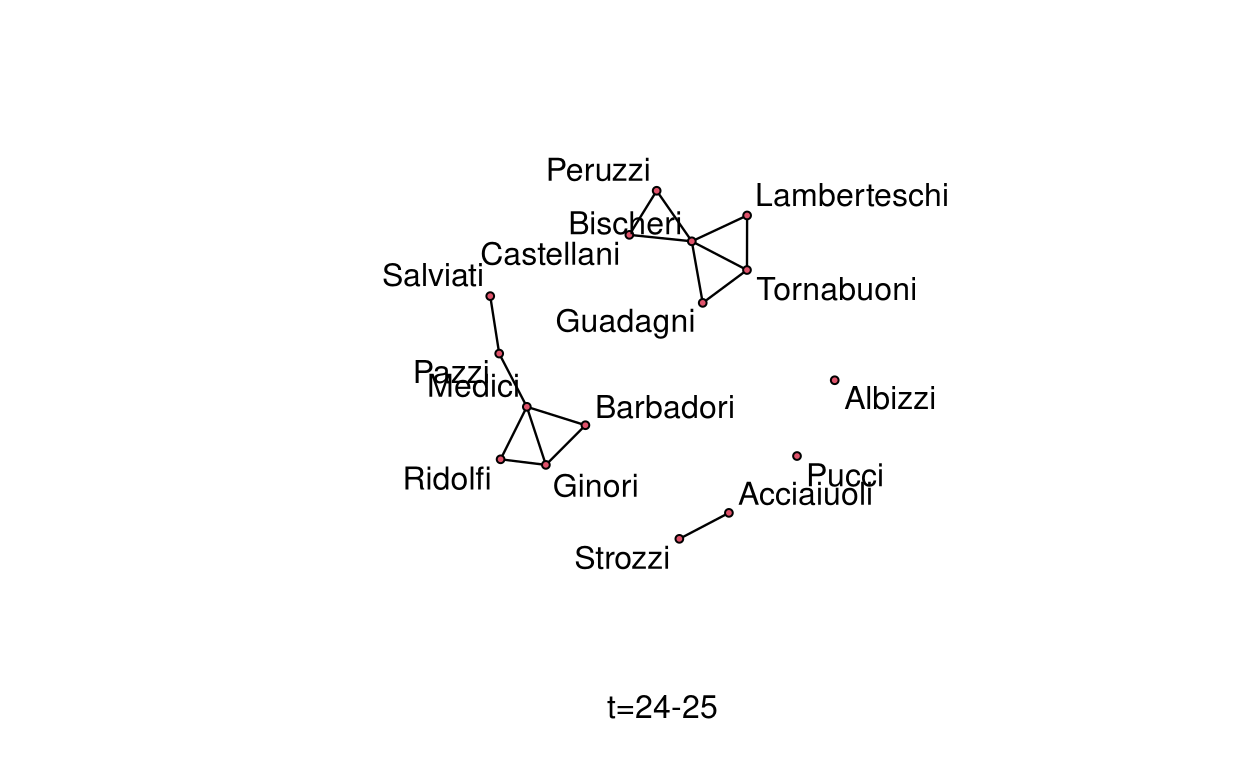 Peruzzi
Lamberteschi
Bischeri
Castellani
Salviati
Tornabuoni
Guadagni
Pazzi
Medici
Albizzi
Barbadori
Ridolfi
Ginori
Pucci
Acciaiuoli
Strozzi
t=24-25